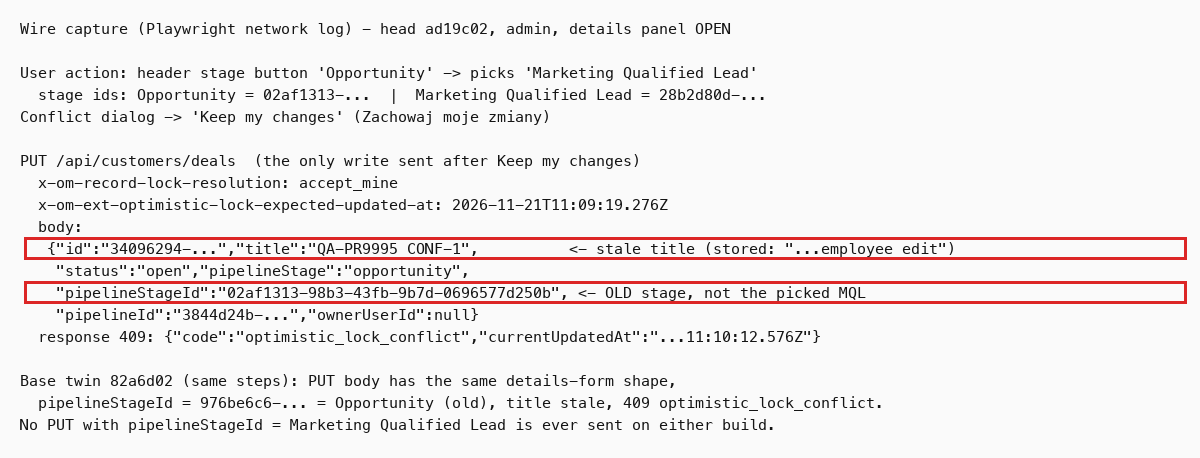 Wire capture (Playwright network log) — head ad19c02, admin, details panel OPEN
User action: header stage button 'Opportunity' —> picks 'Marketing Qualified Lead'
stage ids: Opportunity = 02af1313-... | Marketing Qualified Lead = 28b2d80d-...
Conflict dialog —> 'Keep my changes' (Zachowaj moje zmiany)
PUT /api/customers/deals (the only write sent after Keep my changes)
x-om-record-lock-resolution: accept_mine
x-om-ext-optimistic-lock-expected-updated-at: 2026-11-21T11:09:19.276Z
body:
{"id":"34096294-...","title":"QA-PR9995 CONF-1", <- stale title (stored: "...employee edit")
"status":"open","pipelineStage":"opportunity",
"pipelineStageId":"02af1313-98b3-43fb-9b7d-0696577d250b", <- OLD stage, not the picked MQL
"pipelineId":"3844d24b-...","ownerUserId":null}
response 409: {"code":"optimistic_lock_conflict","currentUpdatedAt":"...11:10:12.576Z"}
Base twin 82a6d02 (same steps): PUT body has the same details-form shape,
pipelineStageId = 976be6c6-... = Opportunity (old), title stale, 409 optimistic_lock_conflict.
No PUT with pipelineStageId = Marketing Qualified Lead is ever sent on either build.